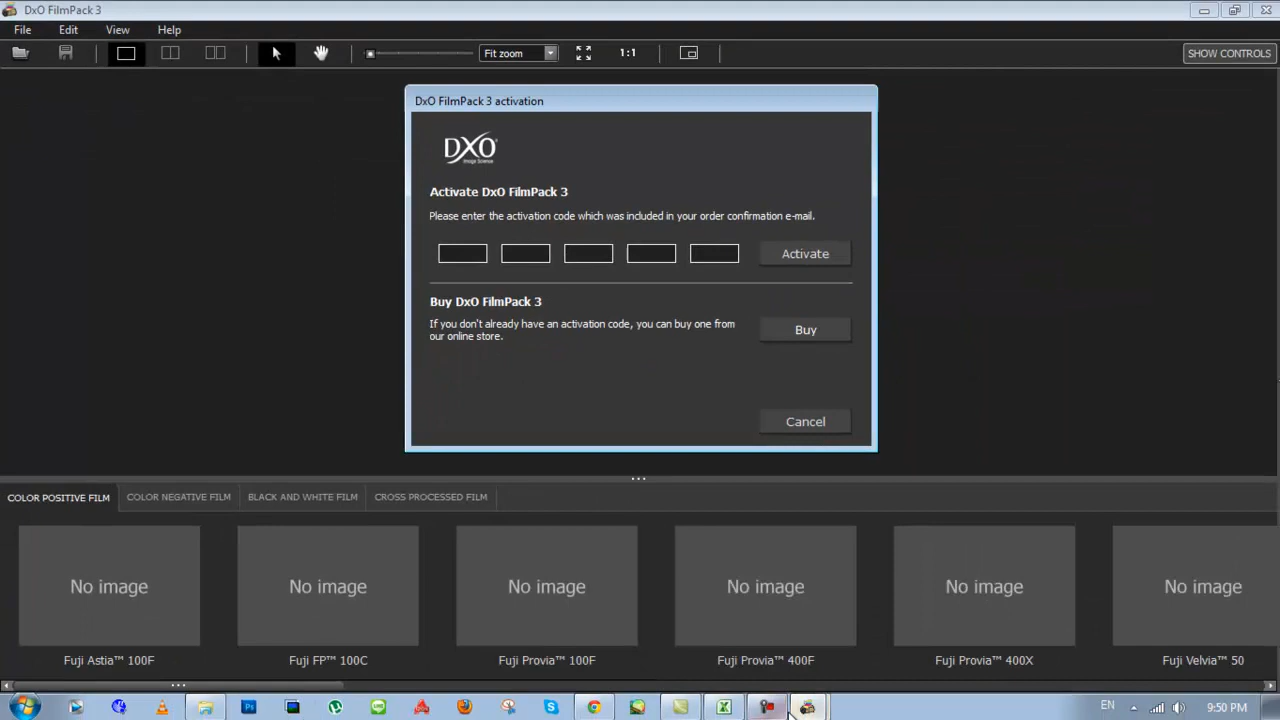 DxO FilmPack 3
File Edit View Help
Fit zoom 1:1 SHOW CONTROLS
DxO FilmPack 3 activation
DXO
Image Science
Activate DxO FilmPack 3
Please enter the activation code which was included in your order confirmation e-mail.
Activate
Buy DxO FilmPack 3
If you don't already have an activation code, you can buy one from
our online store.
Buy
Cancel
COLOR POSITIVE FILM COLOR NEGATIVE FILM BLACK AND WHITE FILM CROSS PROCESSED FILM
No image No image No image No image No image No image
Fuji Astia™ 100F Fuji FP™ 100C Fuji Provia™ 100F Fuji Provia™ 400F Fuji Provia™ 400X Fuji Velvia™ 50
EN 9:50 PM